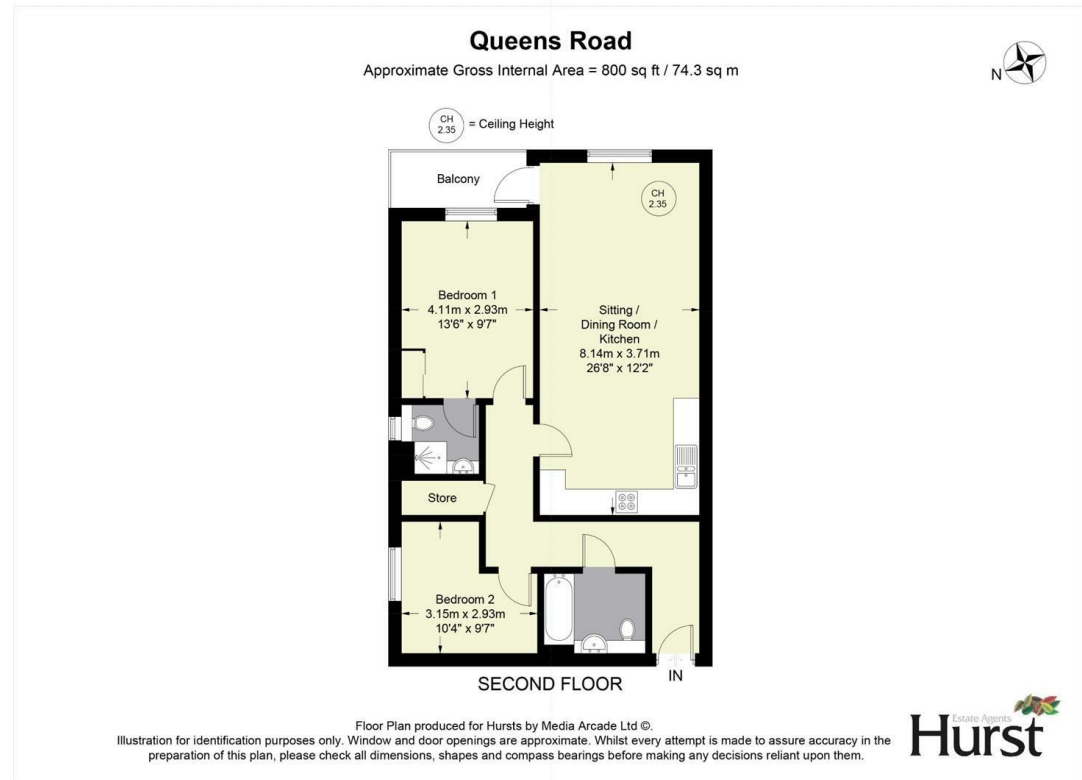 Queens Road
Approximate Gross Internal Area = 800 sq ft / 74.3 sq m
N
CH
2.35
= Ceiling Height
Balcony
CH
2.35
Bedroom 1
4.11m x 2.93m
13'6" x 9'7"
Sitting /
Dining Room /
Kitchen
8.14m x 3.71m
26'8" x 12'2"
Store
Bedroom 2
3.15m x 2.93m
10'4" x 9'7"
IN
SECOND FLOOR
Floor Plan produced for Hursts by Media Arcade Ltd ©.
Illustration for identification purposes only. Window and door openings are approximate. Whilst every attempt is made to assure accuracy in the
preparation of this plan, please check all dimensions, shapes and compass bearings before making any decisions reliant upon them.
Estate Agents
Hurst